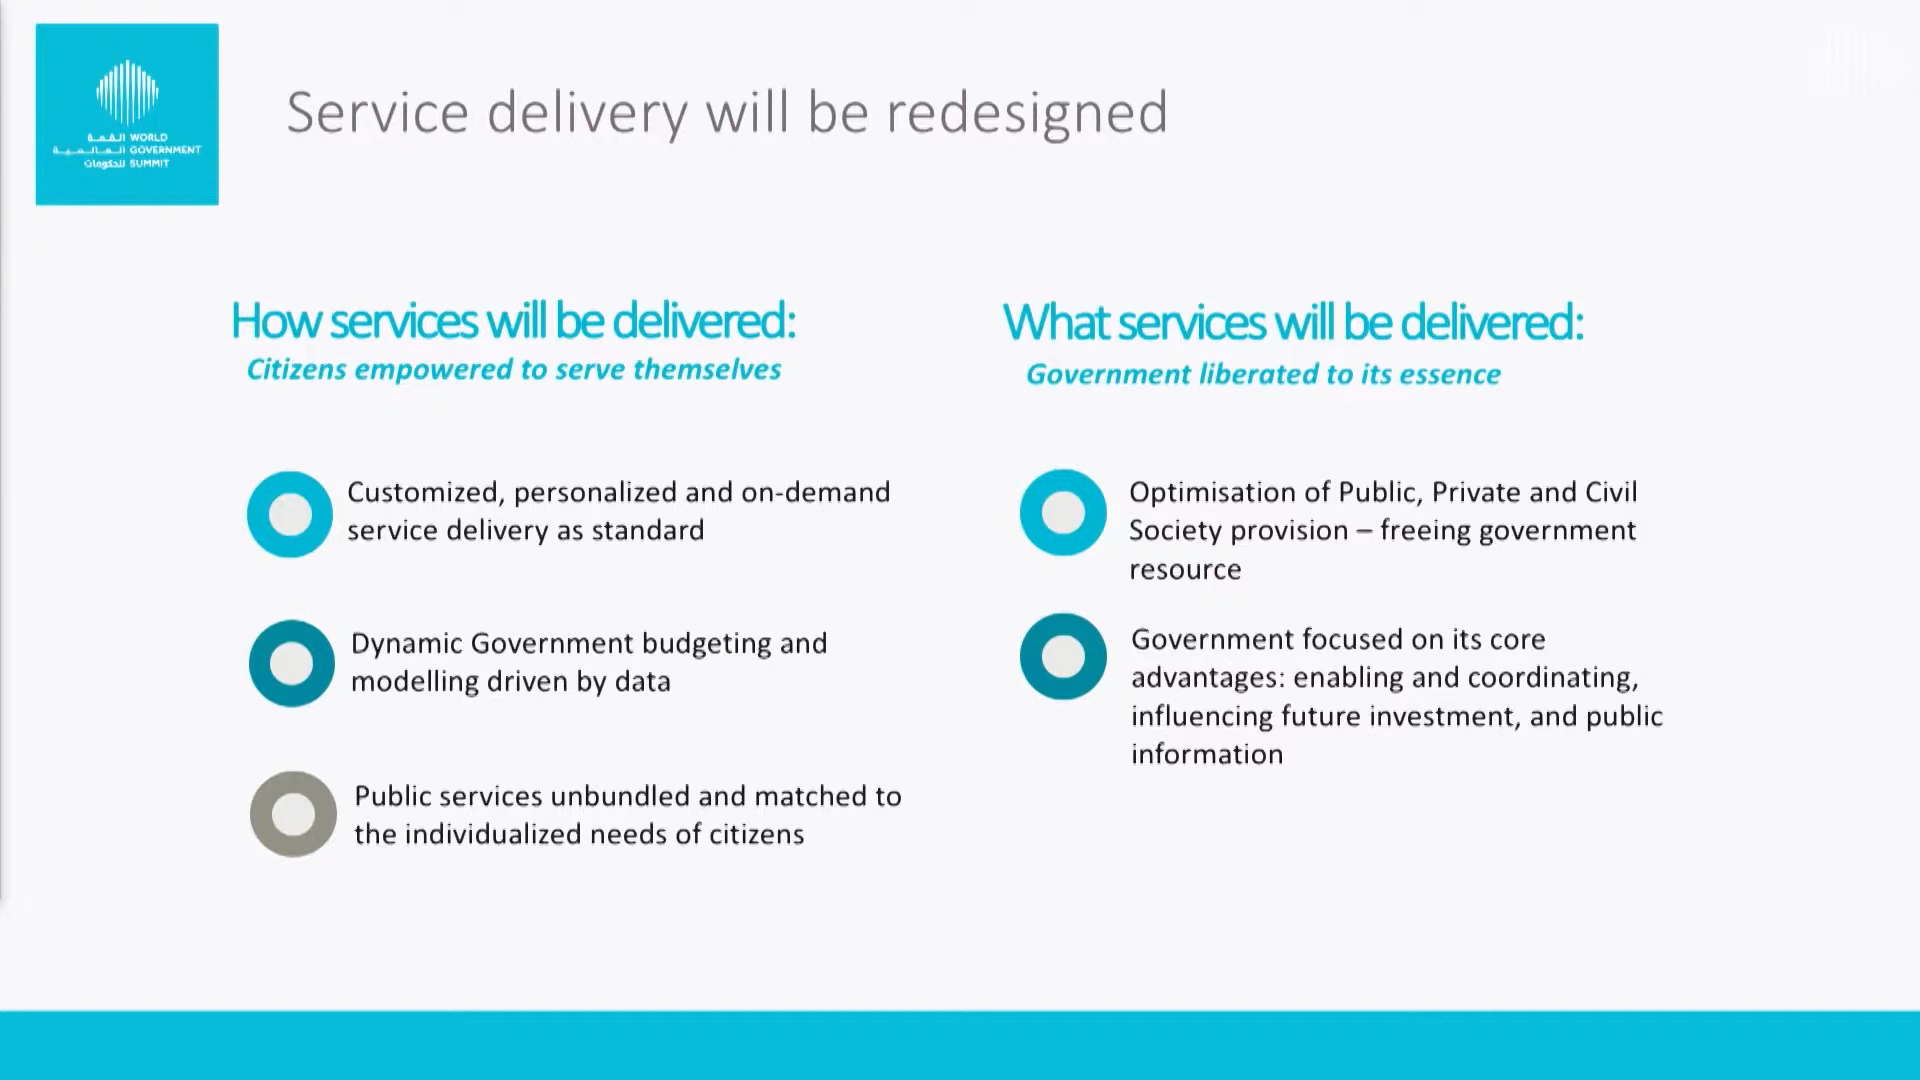 القمة WORLD
العالمية GOVERNMENT
للحكومات SUMMIT
Service delivery will be redesigned
How services will be delivered:
Citizens empowered to serve themselves
Customized, personalized and on-demand
service delivery as standard
Dynamic Government budgeting and
modelling driven by data
Public services unbundled and matched to
the individualized needs of citizens
What services will be delivered:
Government liberated to its essence
Optimisation of Public, Private and Civil
Society provision – freeing government
resource
Government focused on its core
advantages: enabling and coordinating,
influencing future investment, and public
information